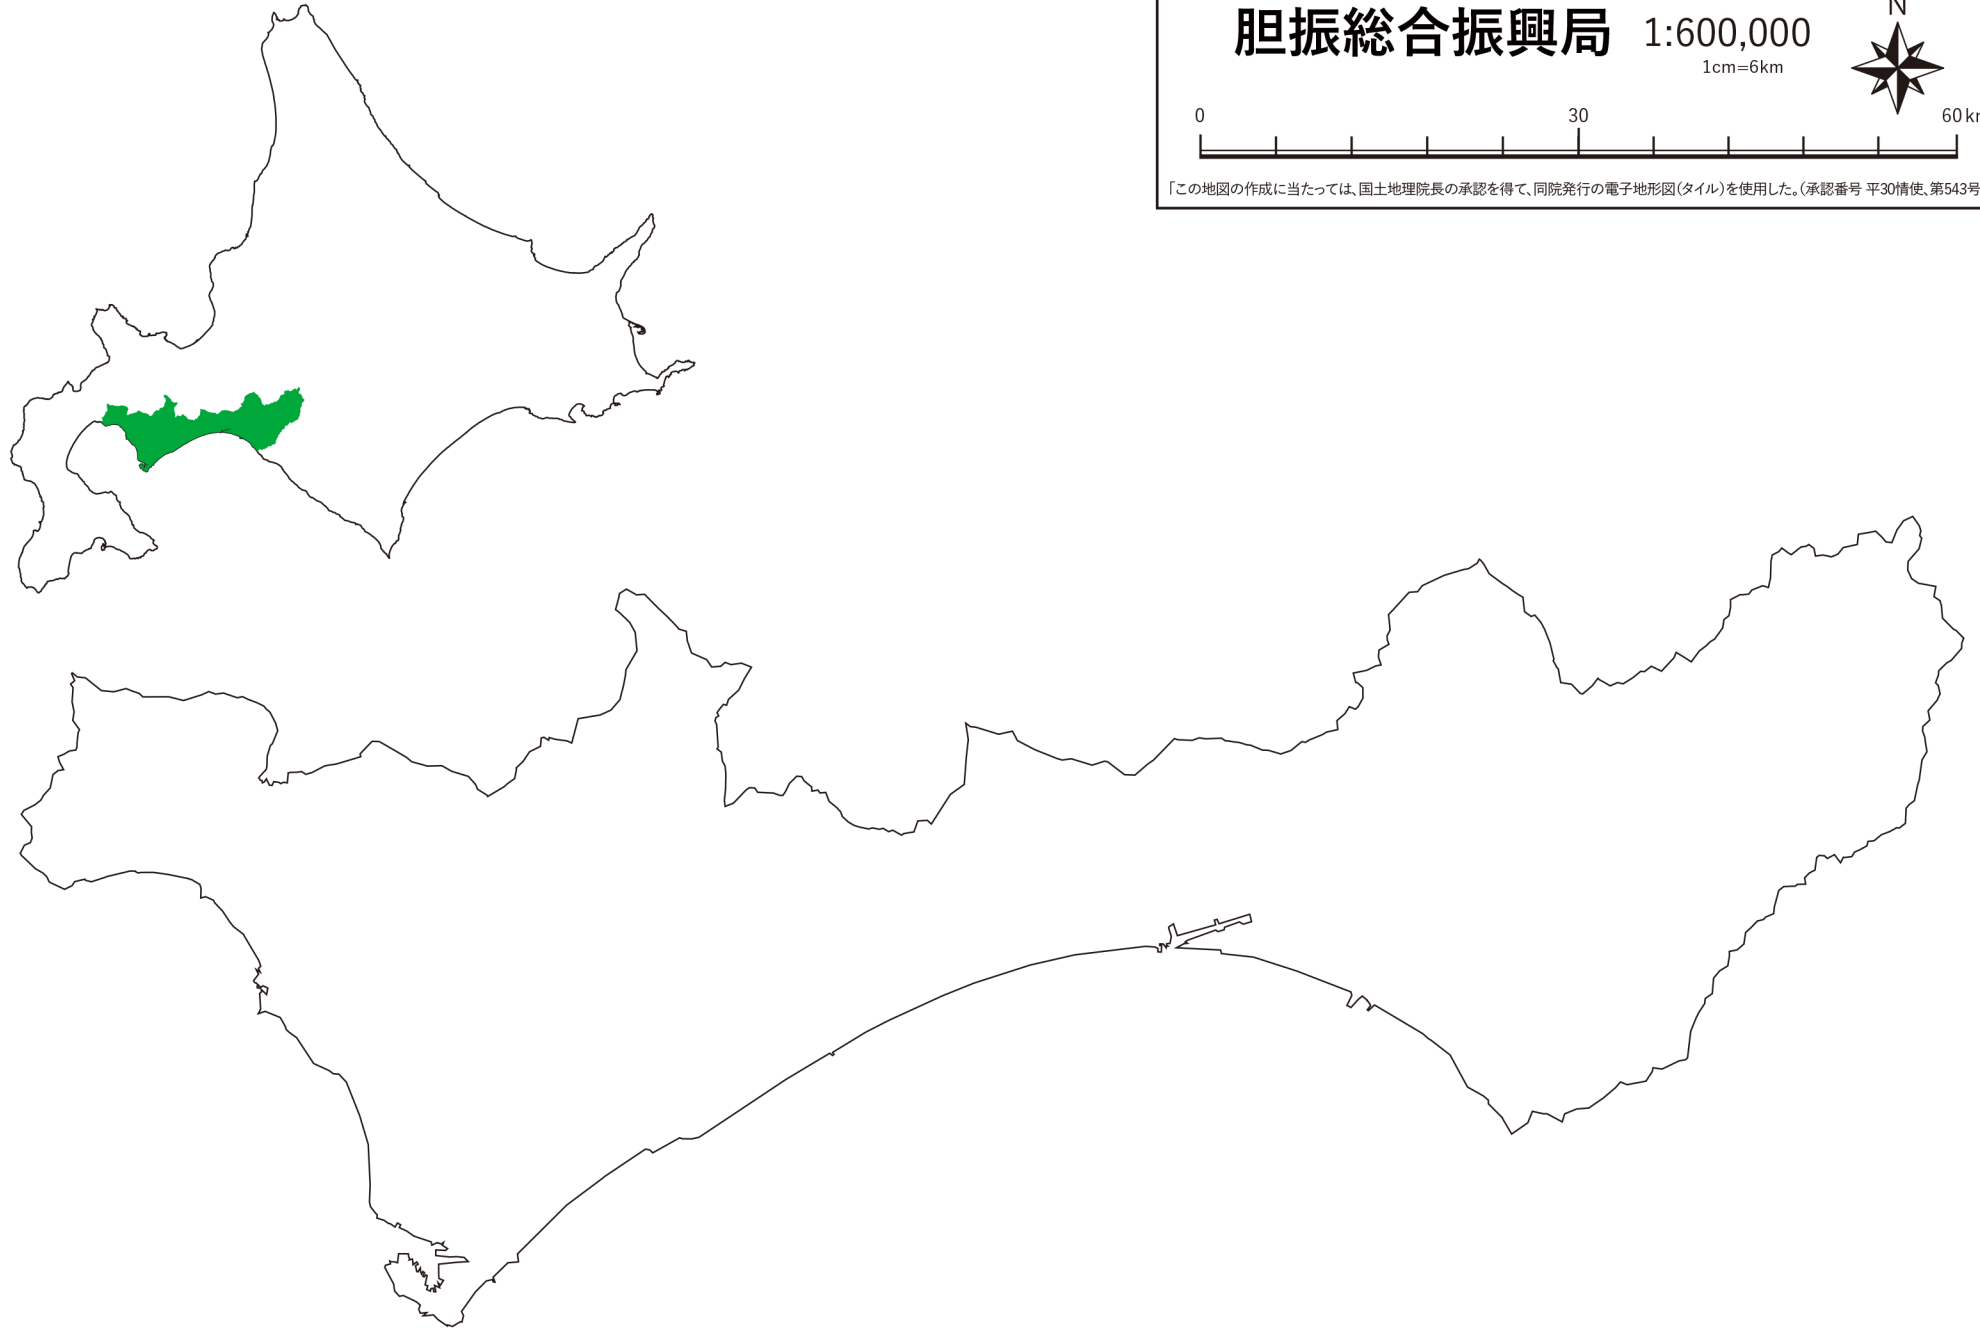 胆振総合振興局 1:600,000
1cm=6km
N
0 30 60km
「この地図の作成に当たっては、国土地理院長の承認を得て、同院発行の電子地形図（タイル）を使用した。（承認番号 平30情使、第543号